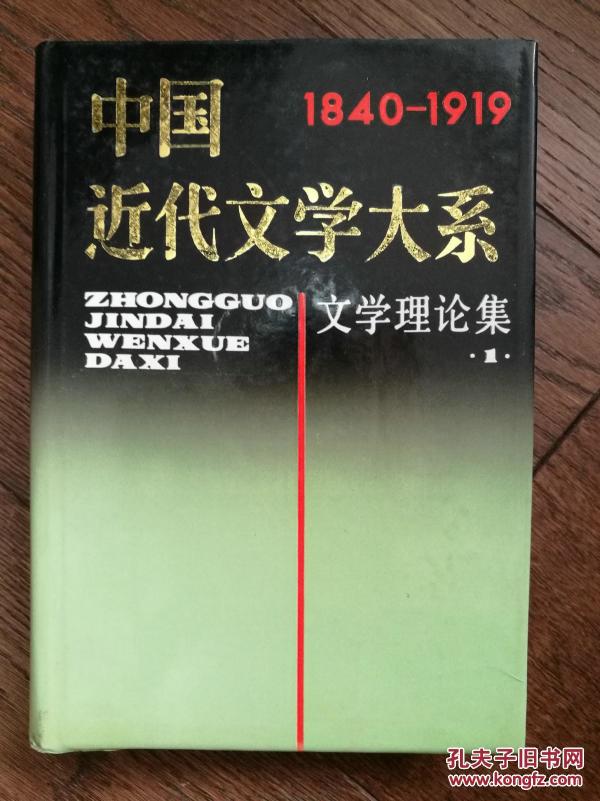 中国
1840-1919
近代文学大系
ZHONGGUO
JINDAI
WENXUE
DAXI
文学理论集
·1·
孔夫子旧书网
www.kongfz.com